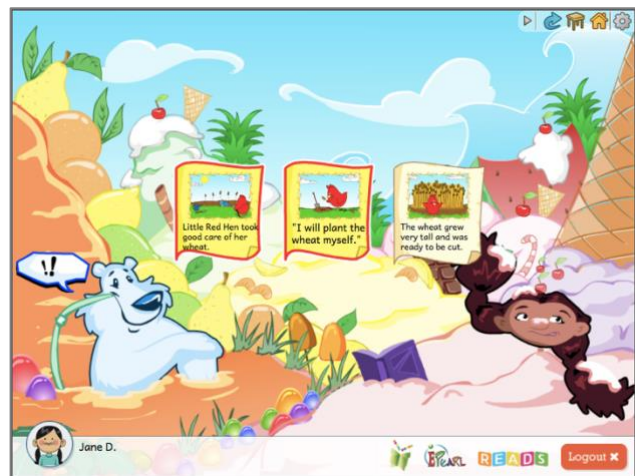 Little Red Hen took
good care of her
wheat.
"I will plant the
wheat myself."
The wheat grew
very tall and was
ready to be cut.
!!
Jane D.
EPEARL
READS
Logout ×